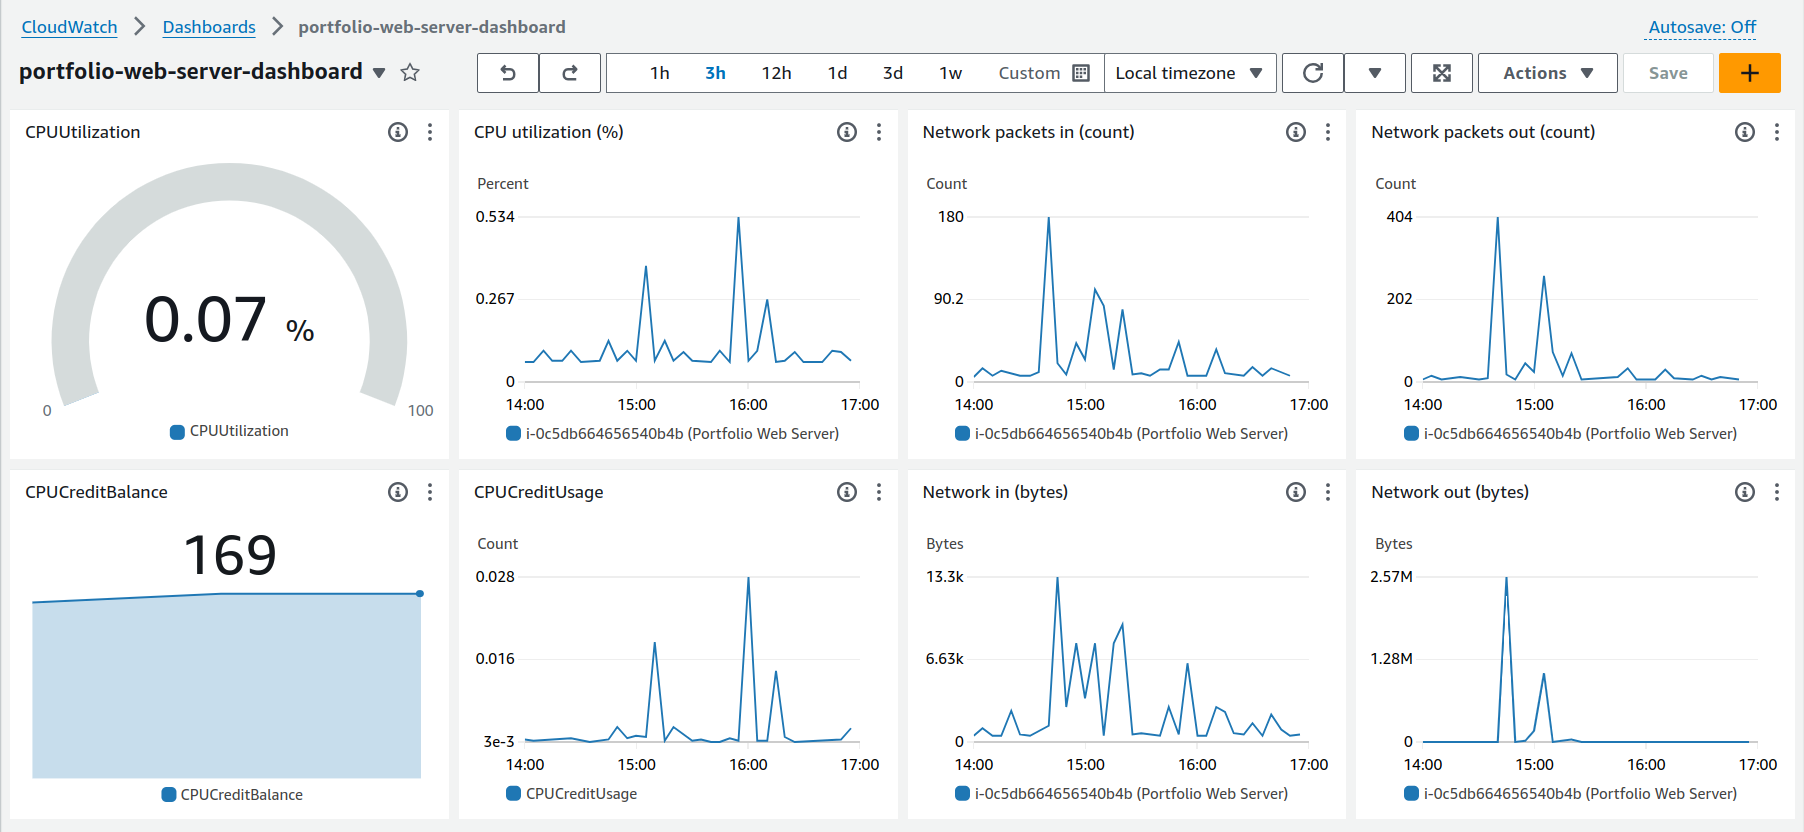 CloudWatch Dashboards portfolio-web-server-dashboard Autosave: Off
portfolio-web-server-dashboard 1h 3h 12h 1d 3d 1w Custom Local timezone Actions Save +
CPUUtilization
0.07 %
0 100
CPUUtilization
CPU utilization (%)
Percent
0.534
0.267
0
14:00 15:00 16:00 17:00
i-0c5db664656540b4b (Portfolio Web Server)
Network packets in (count)
Count
180
90.2
0
14:00 15:00 16:00 17:00
i-0c5db664656540b4b (Portfolio Web Server)
Network packets out (count)
Count
404
202
0
14:00 15:00 16:00 17:00
i-0c5db664656540b4b (Portfolio Web Server)
CPUCreditBalance
169
CPUCreditBalance
CPUCreditUsage
Count
0.028
0.016
3e-3
14:00 15:00 16:00 17:00
CPUCreditUsage
Network in (bytes)
Bytes
13.3k
6.63k
0
14:00 15:00 16:00 17:00
i-0c5db664656540b4b (Portfolio Web Server)
Network out (bytes)
Bytes
2.57M
1.28M
0
14:00 15:00 16:00 17:00
i-0c5db664656540b4b (Portfolio Web Server)